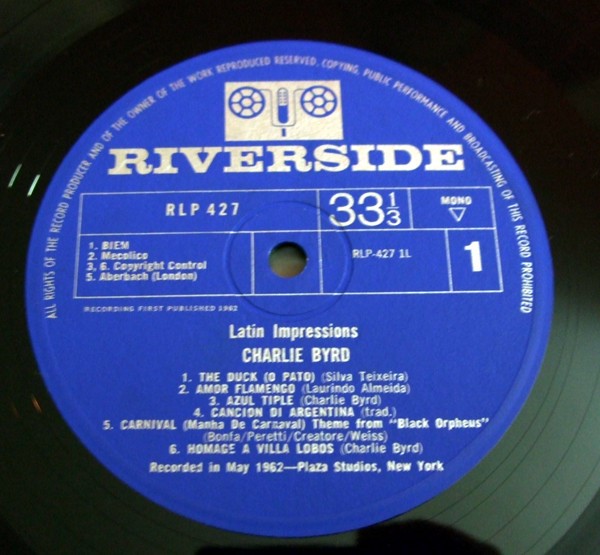 ALL RIGHTS OF THE RECORD PRODUCER AND OF THE OWNER OF THE WORK REPRODUCED RESERVED. COPYING, PUBLIC PERFORMANCE AND BROADCASTING OF THIS RECORD PROHIBITED
RIVERSIDE
RLP 427
33 1/3
MONO
1. BIEM
2. Mecolico
3, 6. Copyright Control
5. Aberbach (London)
RLP-427 1L
1
RECORDING FIRST PUBLISHED 1962
Latin Impressions
CHARLIE BYRD
1. THE DUCK (O PATO) (Silva Teixeira)
2. AMOR FLAMENGO (Laurindo Almeida)
3. AZUL TIPLE (Charlie Byrd)
4. CANCION DI ARGENTINA (trad.)
5. CARNIVAL (Manha De Carnaval) Theme from "Black Orpheus"
(Bonfa/Peretti/Creatore/Weiss)
6. HOMAGE A VILLA LOBOS (Charlie Byrd)
Recorded in May 1962—Plaza Studios, New York